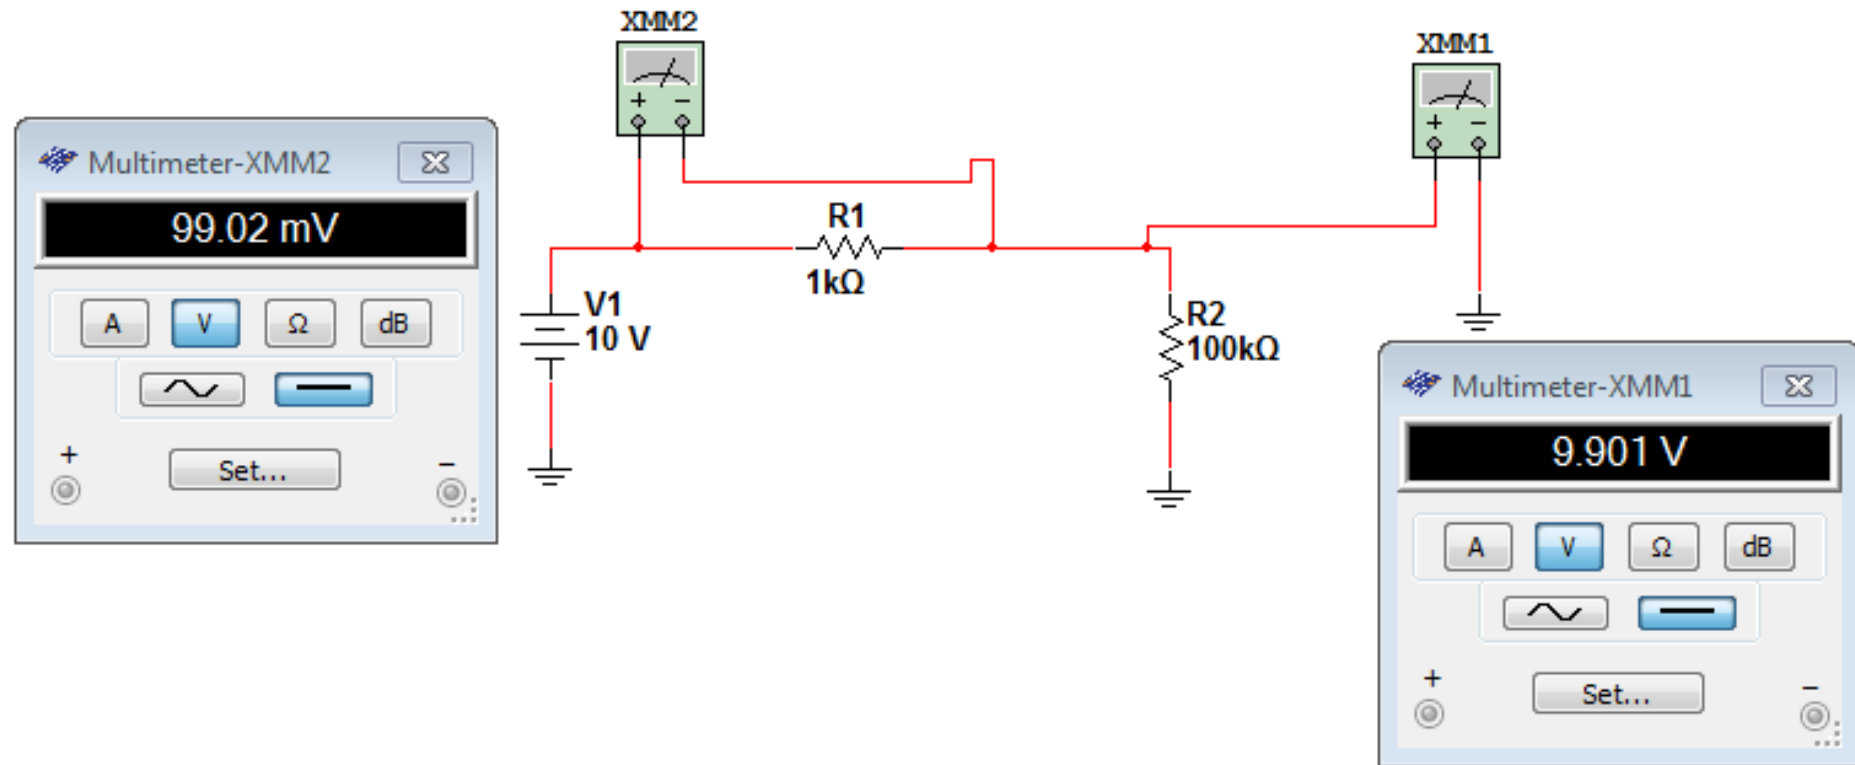 XMM2
XMM1
Multimeter-XMM2
99.02 mV
A V Ω dB
+ −
Set...
+ −
R1
1kΩ
V1
10 V
+ −
R2
100kΩ
Multimeter-XMM1
9.901 V
A V Ω dB
+ −
Set...